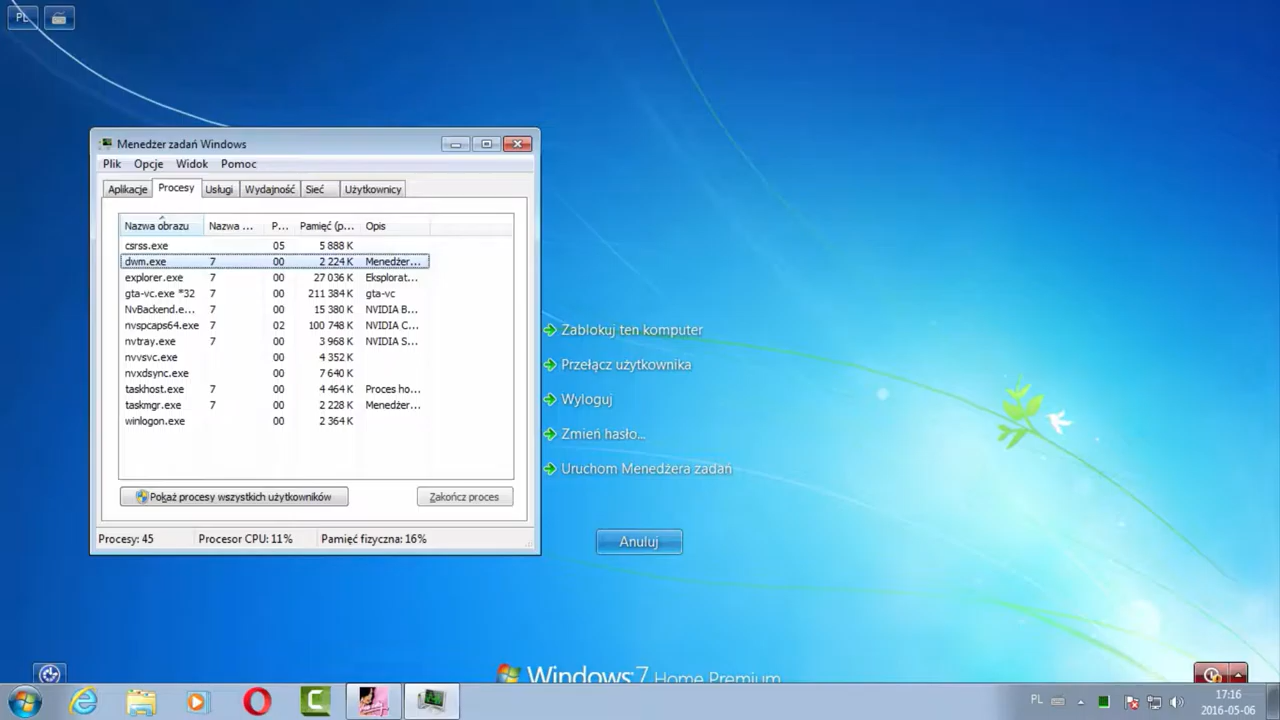 PL
Menedżer zadań Windows
Plik Opcje Widok Pomoc
Aplikacje Procesy Usługi Wydajność Sieć Użytkownicy
Nazwa obrazu Nazwa ... P... Pamięć (p... Opis
csrss.exe 05 5 888 K
dwm.exe 7 00 2 224 K Menedżer...
explorer.exe 7 00 27 036 K Eksplorat...
gta-vc.exe *32 7 00 211 384 K gta-vc
NvBackend.e... 7 00 15 380 K NVIDIA B...
nvspcaps64.exe 7 02 100 748 K NVIDIA C...
nvtray.exe 7 00 3 968 K NVIDIA S...
nvvsvc.exe 00 4 352 K
nvxdsync.exe 00 7 640 K
taskhost.exe 7 00 4 464 K Proces ho...
taskmgr.exe 7 00 2 228 K Menedżer...
winlogon.exe 00 2 364 K
Pokaż procesy wszystkich użytkowników Zakończ proces
Procesy: 45 Procesor CPU: 11% Pamięć fizyczna: 16%
Zablokuj ten komputer
Przełącz użytkownika
Wyloguj
Zmień hasło...
Uruchom Menedżera zadań
Anuluj
Windows 7 Home Premium
PL 17:16
2016-05-06